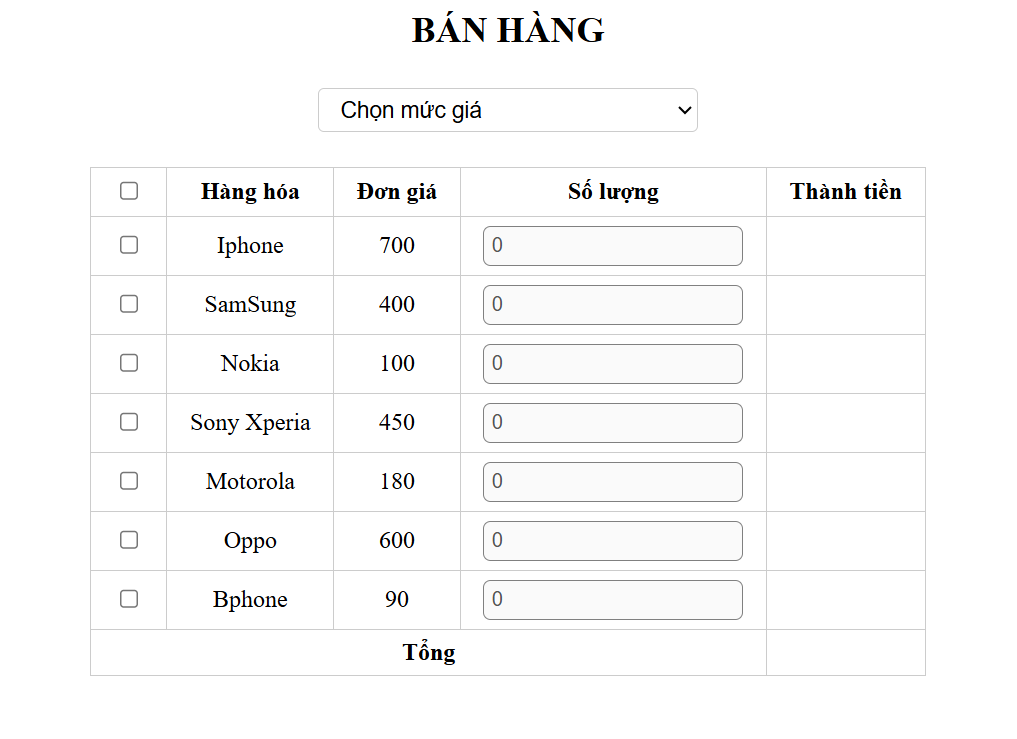 BÁN HÀNG
Chọn mức giá
Hàng hóa Đơn giá Số lượng Thành tiền
Iphone 700 0
SamSung 400 0
Nokia 100 0
Sony Xperia 450 0
Motorola 180 0
Oppo 600 0
Bphone 90 0
Tổng